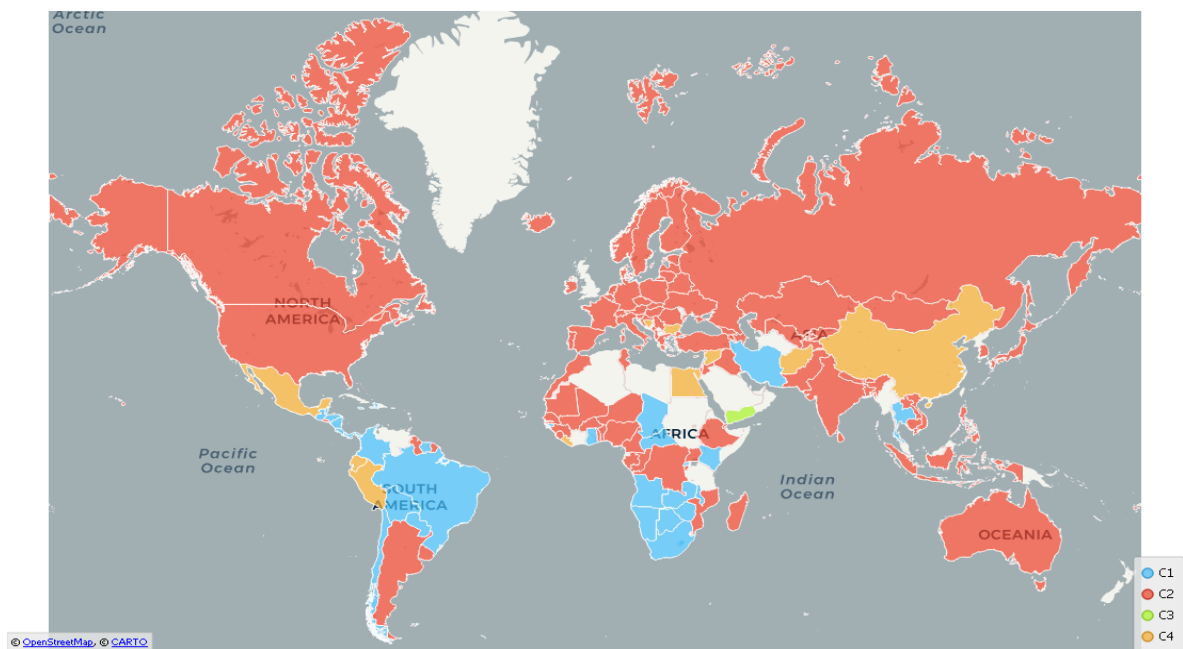 Arctic
Ocean
NORTH
AMERICA
ASIA
Pacific
Ocean
AFRICA
SOUTH
AMERICA
Indian
Ocean
OCEANIA
C1
C2
C3
C4
© OpenStreetMap, © CARTO